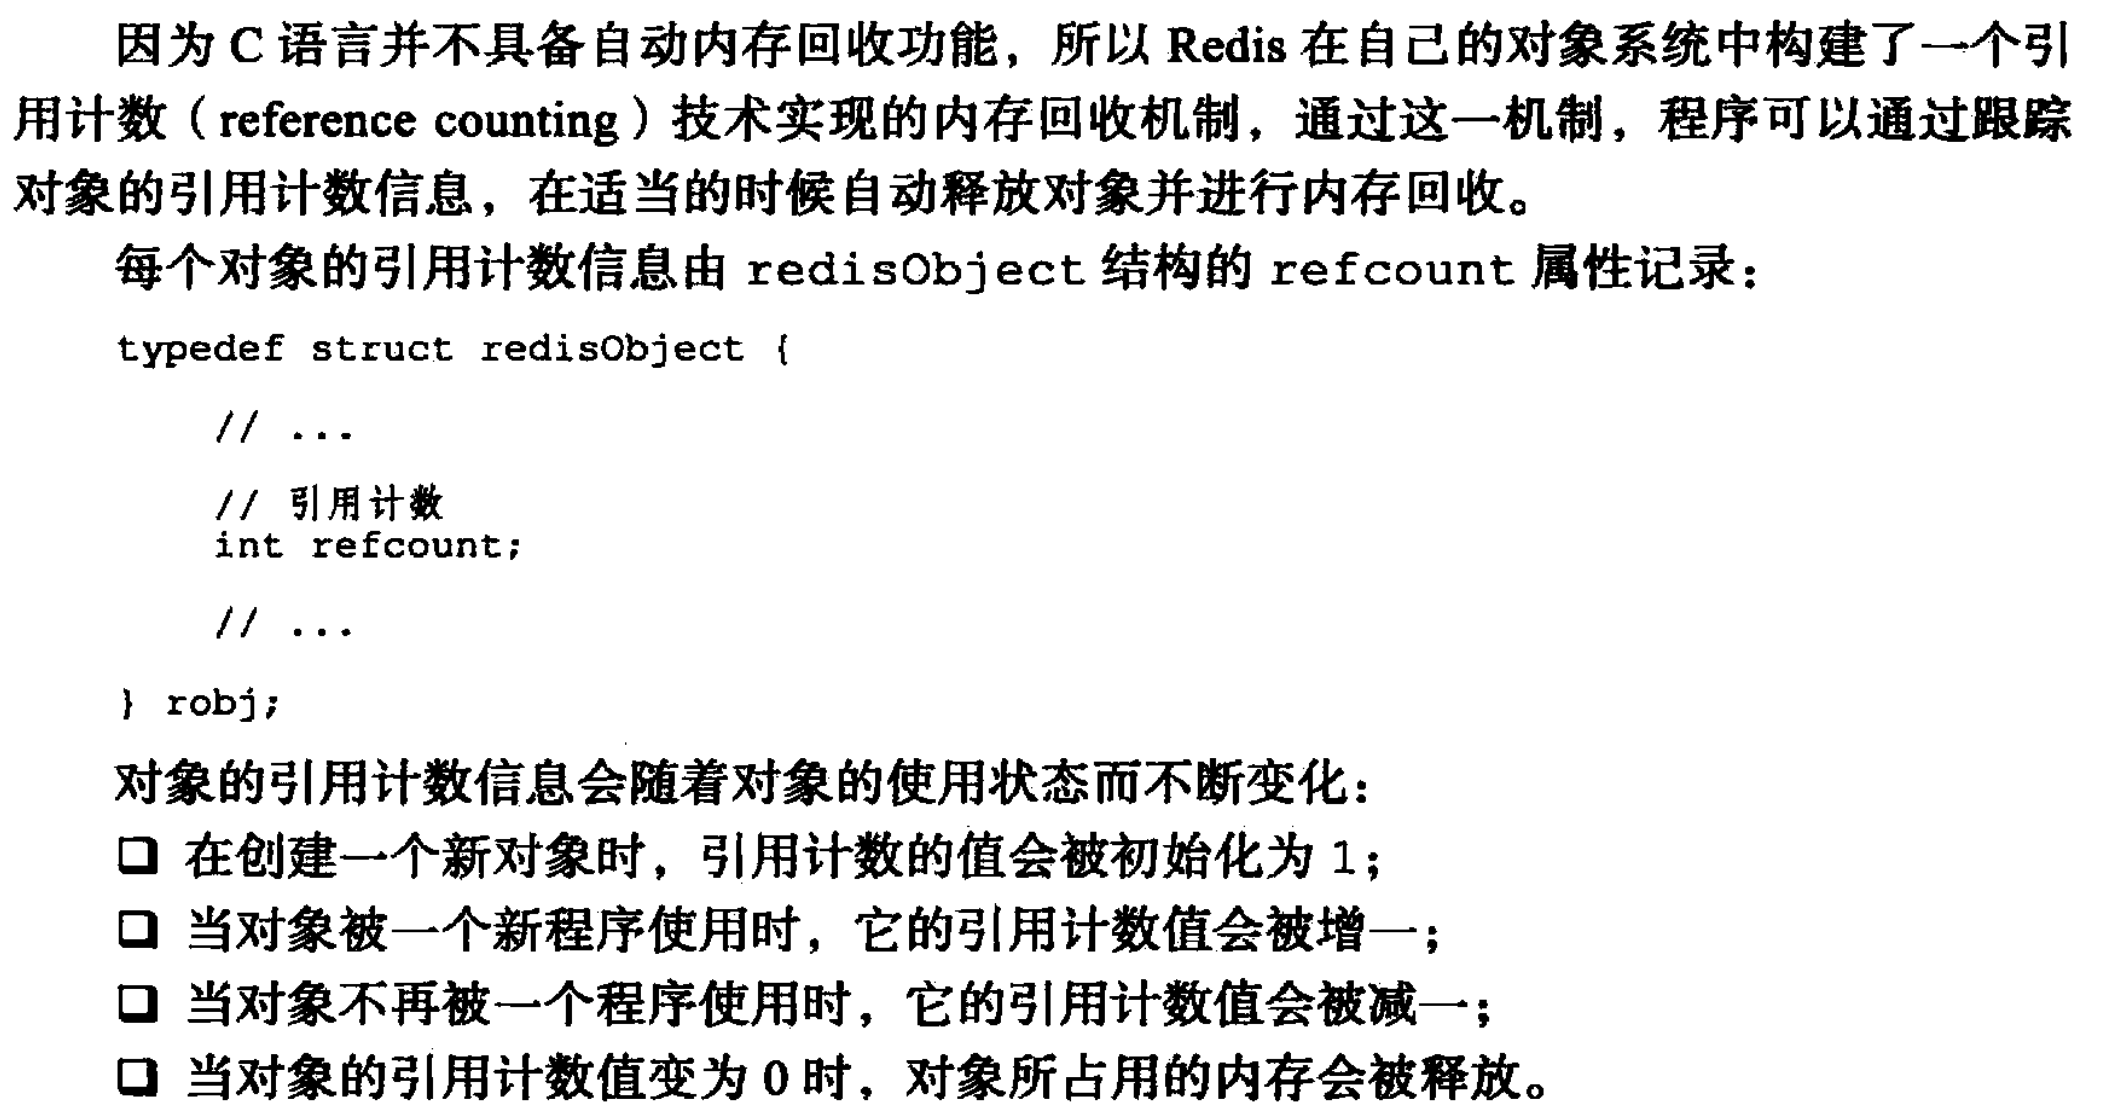 因为 C 语言并不具备自动内存回收功能，所以 Redis 在自己的对象系统中构建了一个引
用计数（reference counting）技术实现的内存回收机制，通过这一机制，程序可以通过跟踪
对象的引用计数信息，在适当的时候自动释放对象并进行内存回收。
每个对象的引用计数信息由 redisObject 结构的 refcount 属性记录：
typedef struct redisObject {
// ...
// 引用计数
int refcount;
// ...
} robj;
对象的引用计数信息会随着对象的使用状态而不断变化：
❑ 在创建一个新对象时，引用计数的值会被初始化为 1；
❑ 当对象被一个新程序使用时，它的引用计数值会被增一；
❑ 当对象不再被一个程序使用时，它的引用计数值会被减一；
❑ 当对象的引用计数值变为 0 时，对象所占用的内存会被释放。